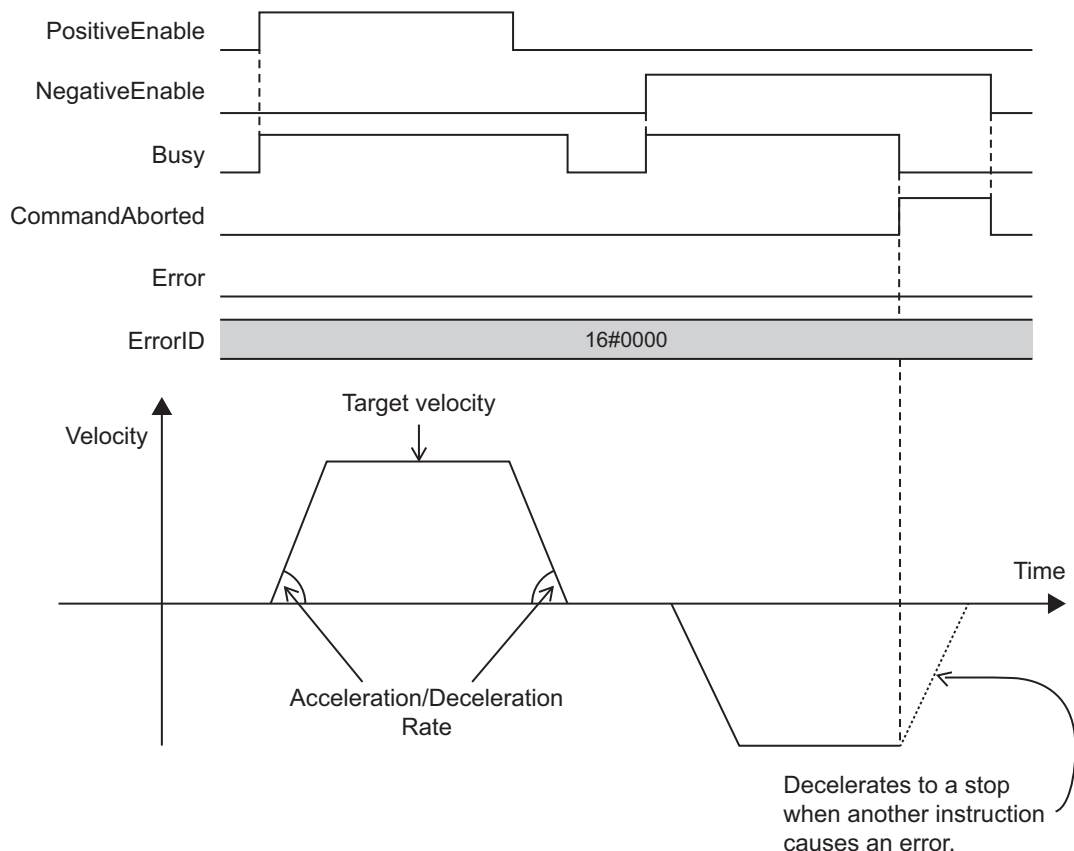 PositiveEnable
NegativeEnable
Busy
CommandAborted
Error
ErrorID
16#0000
Target velocity
Velocity
Time
Acceleration/Deceleration
Rate
Decelerates to a stop
when another instruction
causes an error.